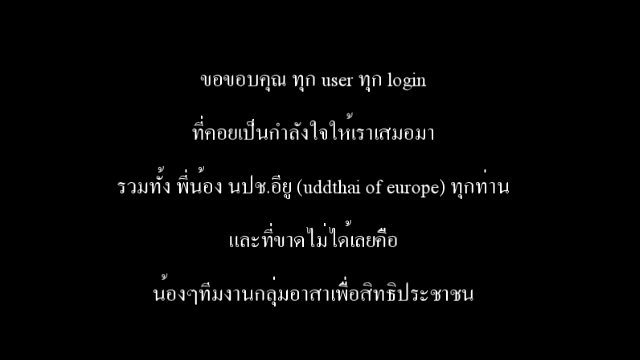 ขอขอบคุณ ทุก user ทุก login
ที่คอยเป็นกำลังใจให้เราเสมอมา
รวมทั้ง พี่น้อง นปช.อียู (uddthai of europe) ทุกท่าน
และที่ขาดไม่ได้เลยคือ
น้องๆทีมงานกลุ่มอาสาเพื่อสิทธิประชาชน